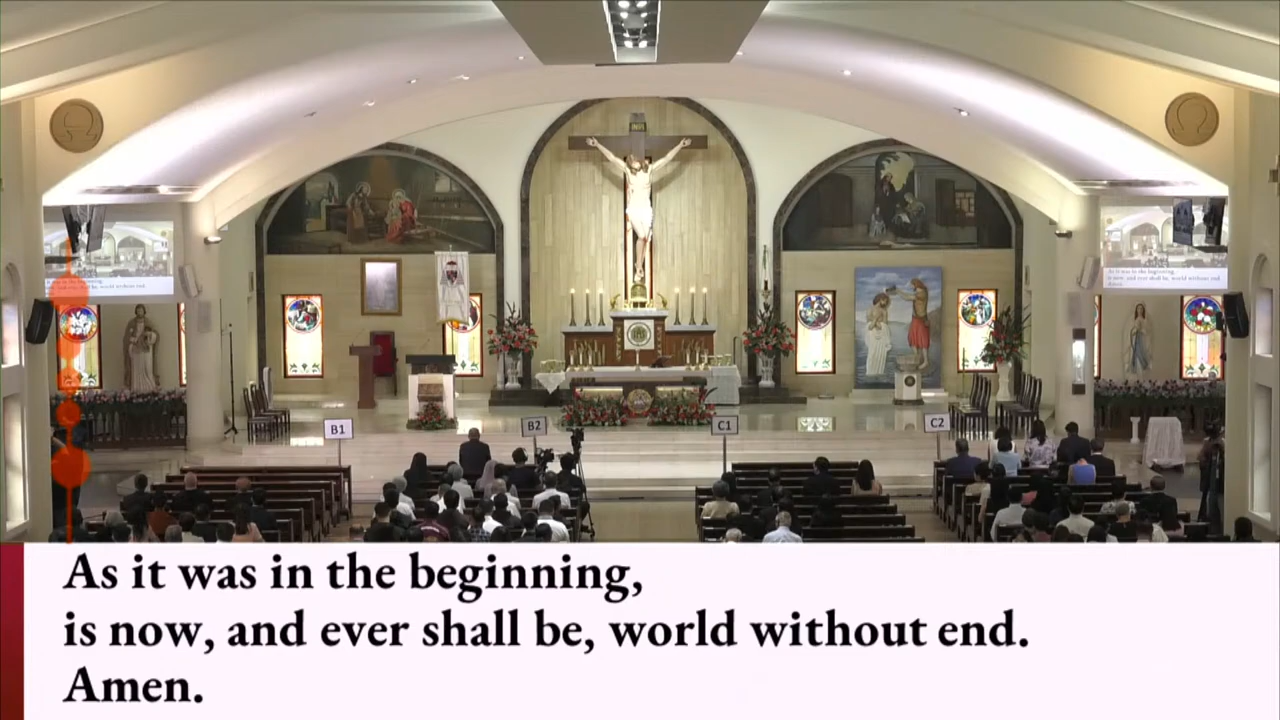 B1
B2
C1
C2
As it was in the beginning,
is now, and ever shall be, world without end.
Amen.